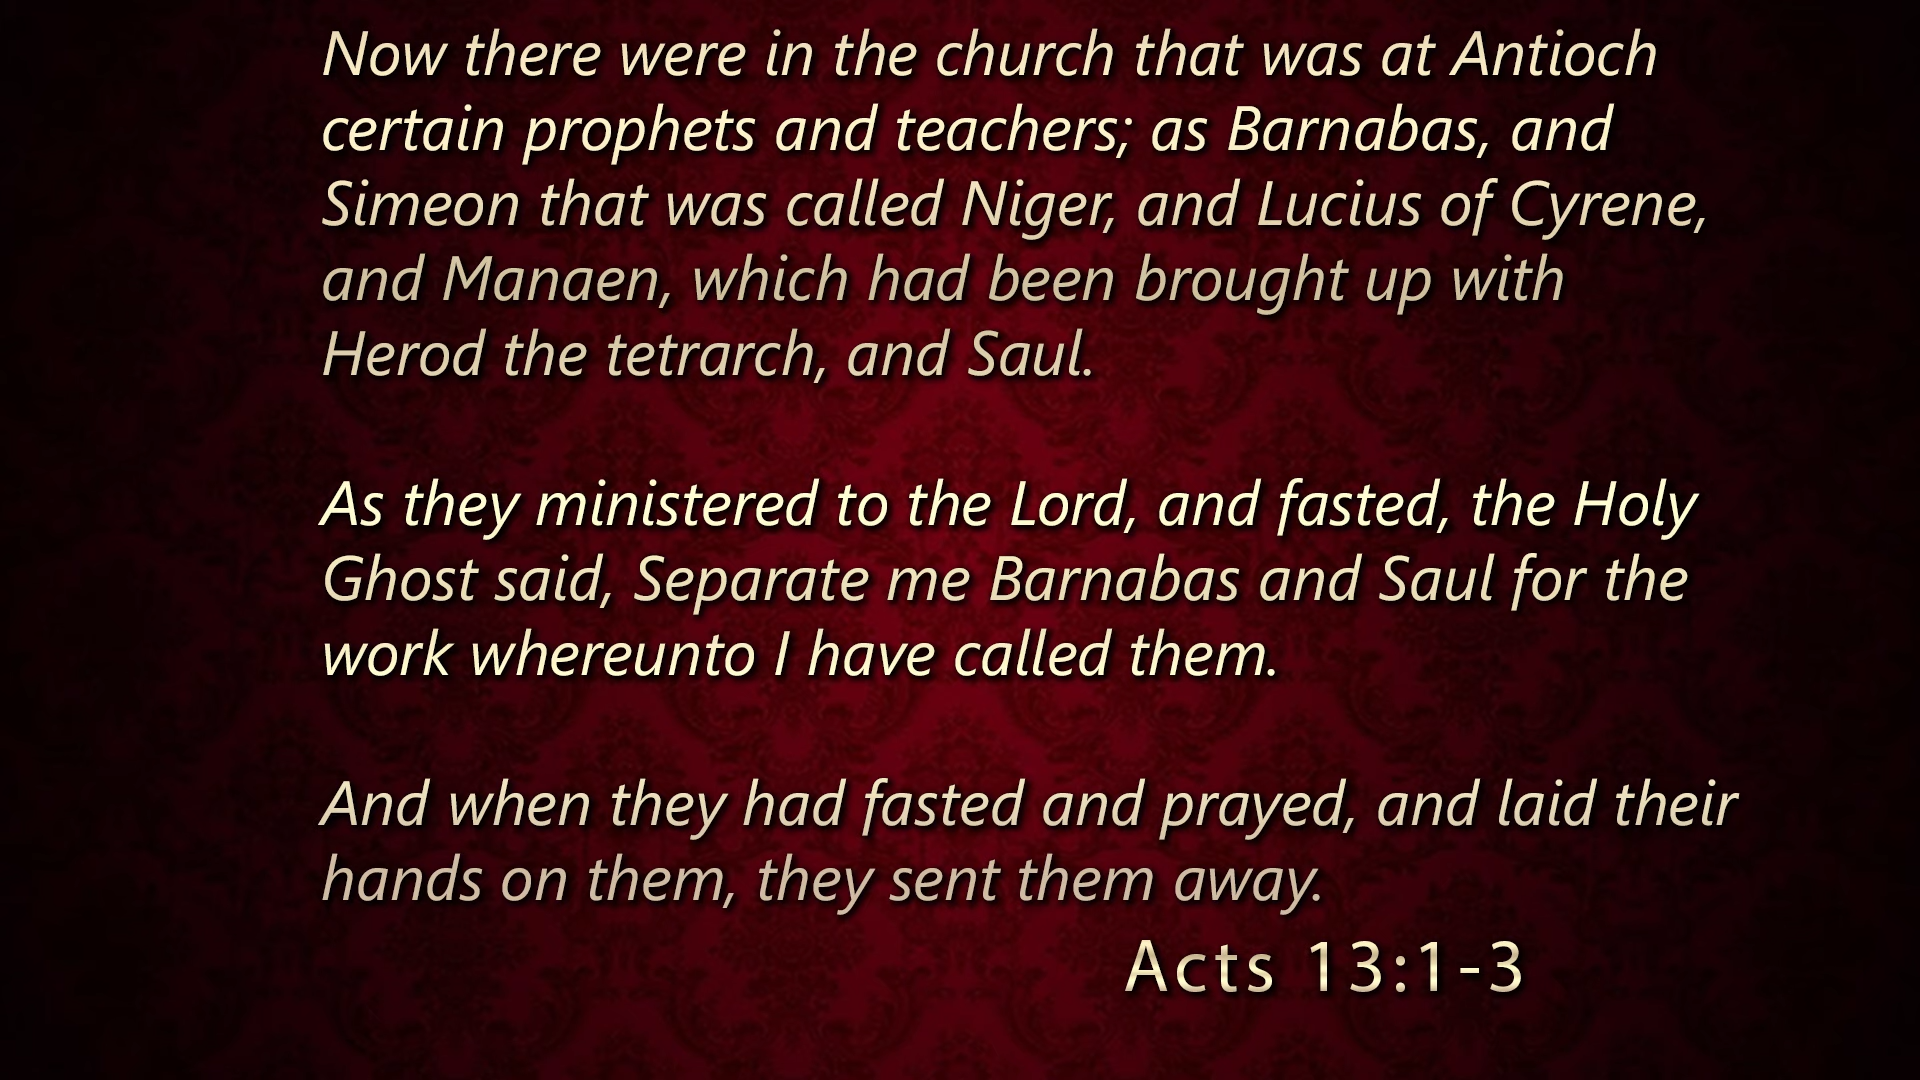 Now there were in the church that was at Antioch
certain prophets and teachers; as Barnabas, and
Simeon that was called Niger, and Lucius of Cyrene,
and Manaen, which had been brought up with
Herod the tetrarch, and Saul.
As they ministered to the Lord, and fasted, the Holy
Ghost said, Separate me Barnabas and Saul for the
work whereunto I have called them.
And when they had fasted and prayed, and laid their
hands on them, they sent them away.
Acts 13:1-3